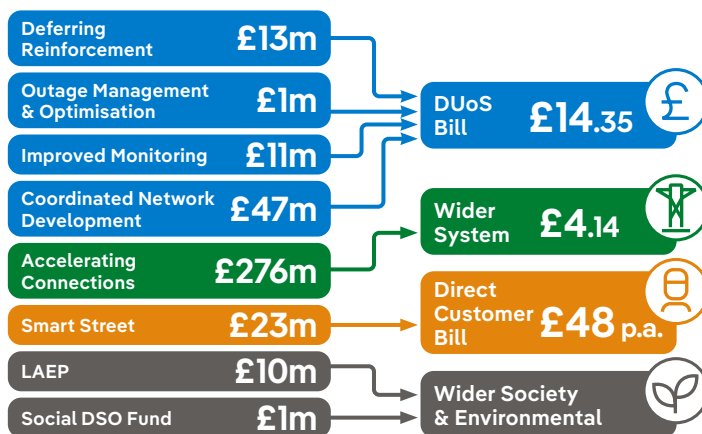 Deferring
Reinforcement
£13m
Outage Management
& Optimisation
£1m
Improved Monitoring
£11m
Coordinated Network
Development
£47m
Accelerating
Connections
£276m
Smart Street
£23m
LAEP
£10m
Social DSO Fund
£1m
DUoS
Bill
£14.35
£
Wider
System
£4.14
Direct
Customer
Bill
£48 p.a.
Wider Society
& Environmental